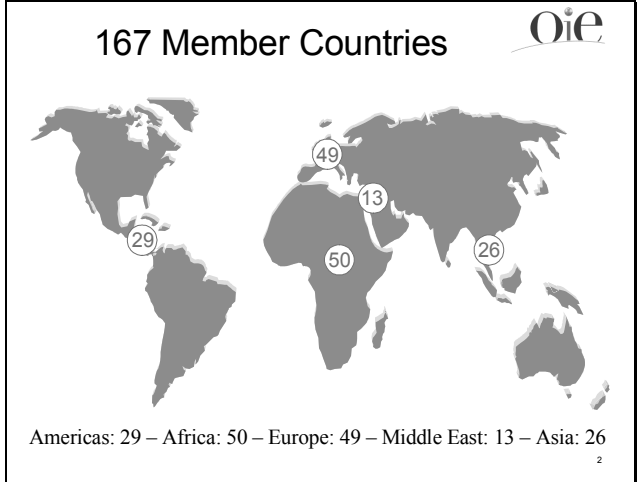 167 Member Countries
Oie
49
13
29
50
26
Americas: 29 – Africa: 50 – Europe: 49 – Middle East: 13 – Asia: 26
2